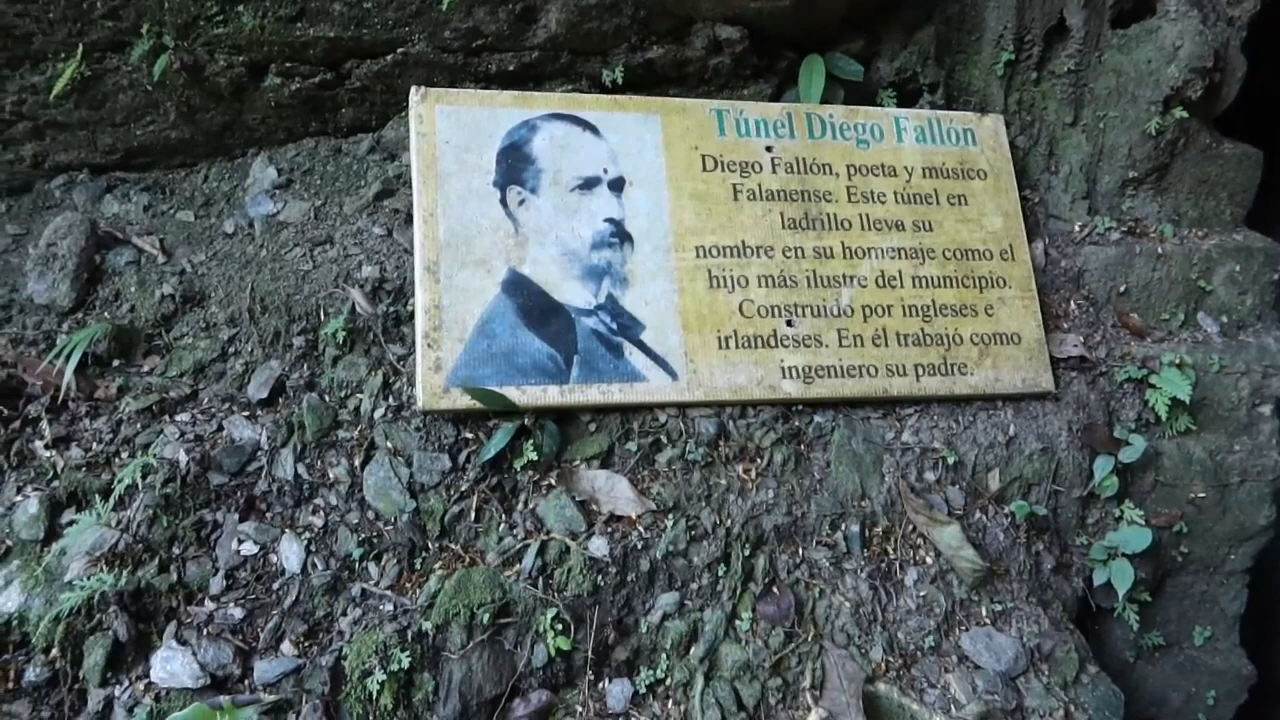 Túnel Diego Fallón
Diego Fallón, poeta y músico
Falanense. Este túnel en
ladrillo lleva su
nombre en su homenaje como el
hijo más ilustre del municipio.
Construido por ingleses e
irlandeses. En él trabajó como
ingeniero su padre.